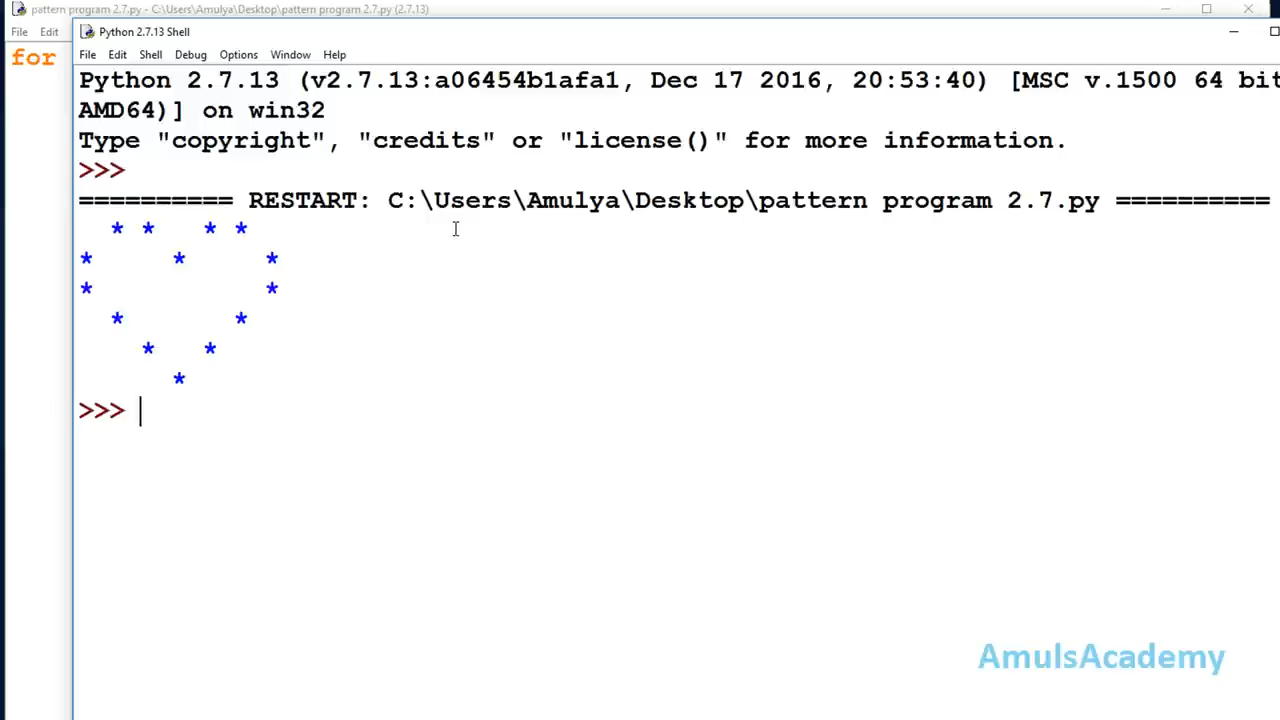 pattern program 2.7.py - C:\Users\Amulya\Desktop\pattern program 2.7.py (2.7.13)
File Edit
for
Python 2.7.13 Shell
File Edit Shell Debug Options Window Help
Python 2.7.13 (v2.7.13:a06454b1afa1, Dec 17 2016, 20:53:40) [MSC v.1500 64 bit
AMD64)] on win32
Type "copyright", "credits" or "license()" for more information.
>>>
========== RESTART: C:\Users\Amulya\Desktop\pattern program 2.7.py ==========
  * *   * *
*     *     *
*           *
  *       *
    *   *
      *
>>>
AmulsAcademy